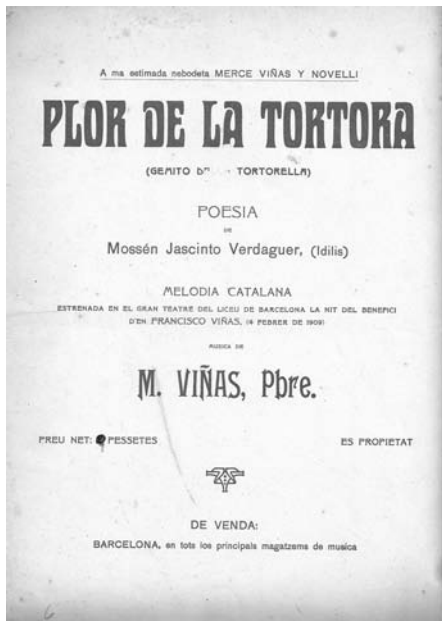 A ma estimada nebodeta MERCE VIÑAS Y NOVELLI
PLOR DE LA TORTORA
(GEMITO TORTORELLA)
POESIA
DE
Mossén Jascinto Verdaguer, (Idilis)
MELODIA CATALANA
ESTRENADA EN EL GRAN TEATRE DEL LICEU DE BARCELONA LA NIT DEL BENEFICI
D'EN FRANCISCO VIÑAS, (4 FEBRER DE 1909)
MUSICA DE
M. VIÑAS, Pbre.
PREU NET: PESSETES
ES PROPIETAT
DE VENDA:
BARCELONA, en tots los principals magatzems de musica